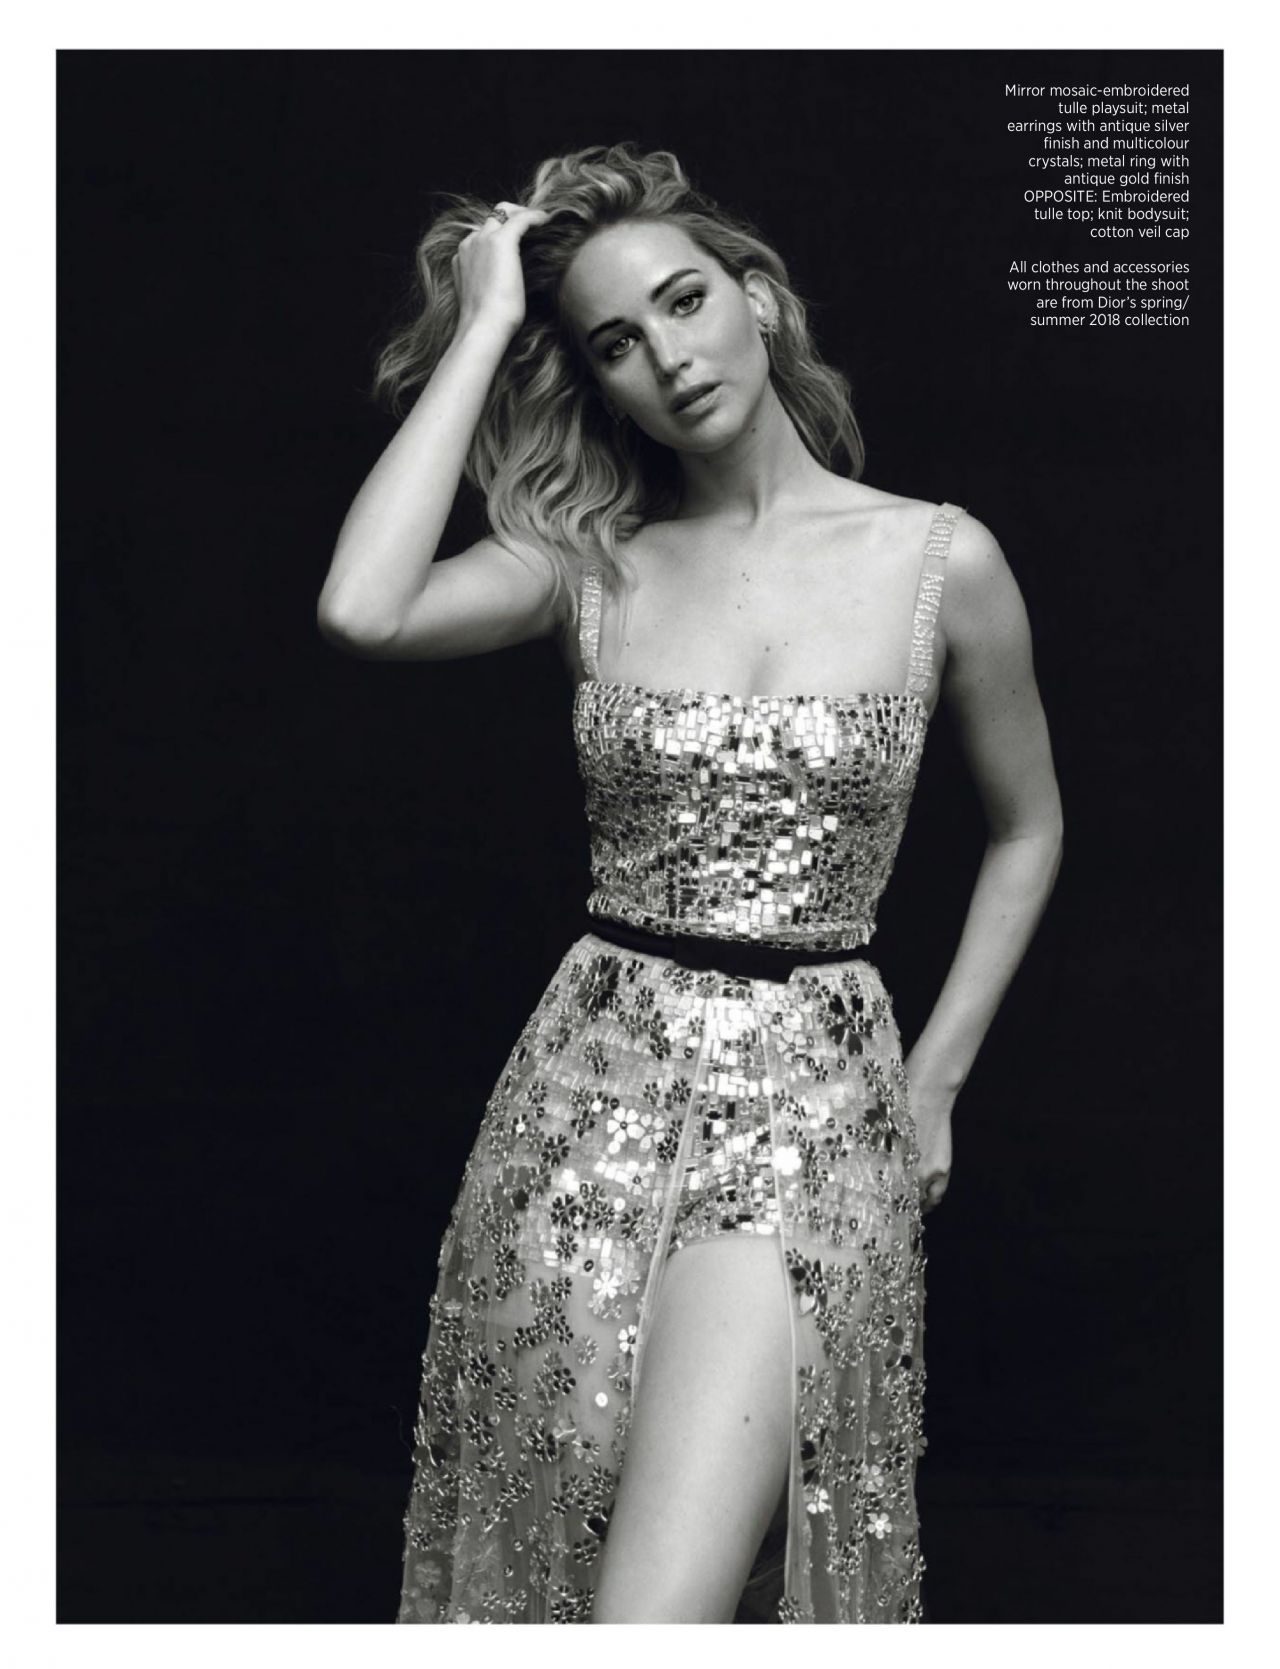 Mirror mosaic-embroidered
tulle playsuit; metal
earrings with antique silver
finish and multicolour
crystals; metal ring with
antique gold finish
OPPOSITE: Embroidered
tulle top; knit bodysuit;
cotton veil cap
All clothes and accessories
worn throughout the shoot
are from Dior's spring/
summer 2018 collection
CHRISTIAN DIOR